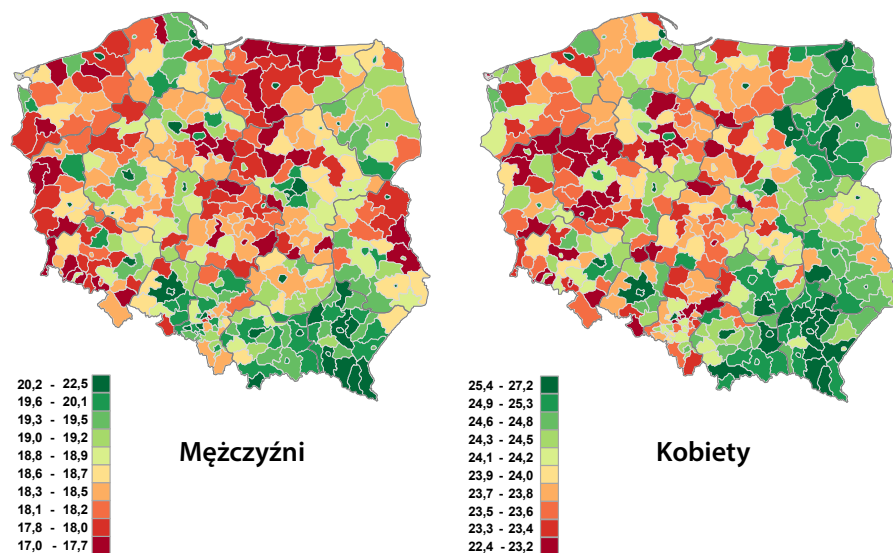 20,2 - 22,5
19,6 - 20,1
19,3 - 19,5
19,0 - 19,2
18,8 - 18,9
18,6 - 18,7
18,3 - 18,5
18,1 - 18,2
17,8 - 18,0
17,0 - 17,7
Mężczyźni
25,4 - 27,2
24,9 - 25,3
24,6 - 24,8
24,3 - 24,5
24,1 - 24,2
23,9 - 24,0
23,7 - 23,8
23,5 - 23,6
23,3 - 23,4
22,4 - 23,2
Kobiety